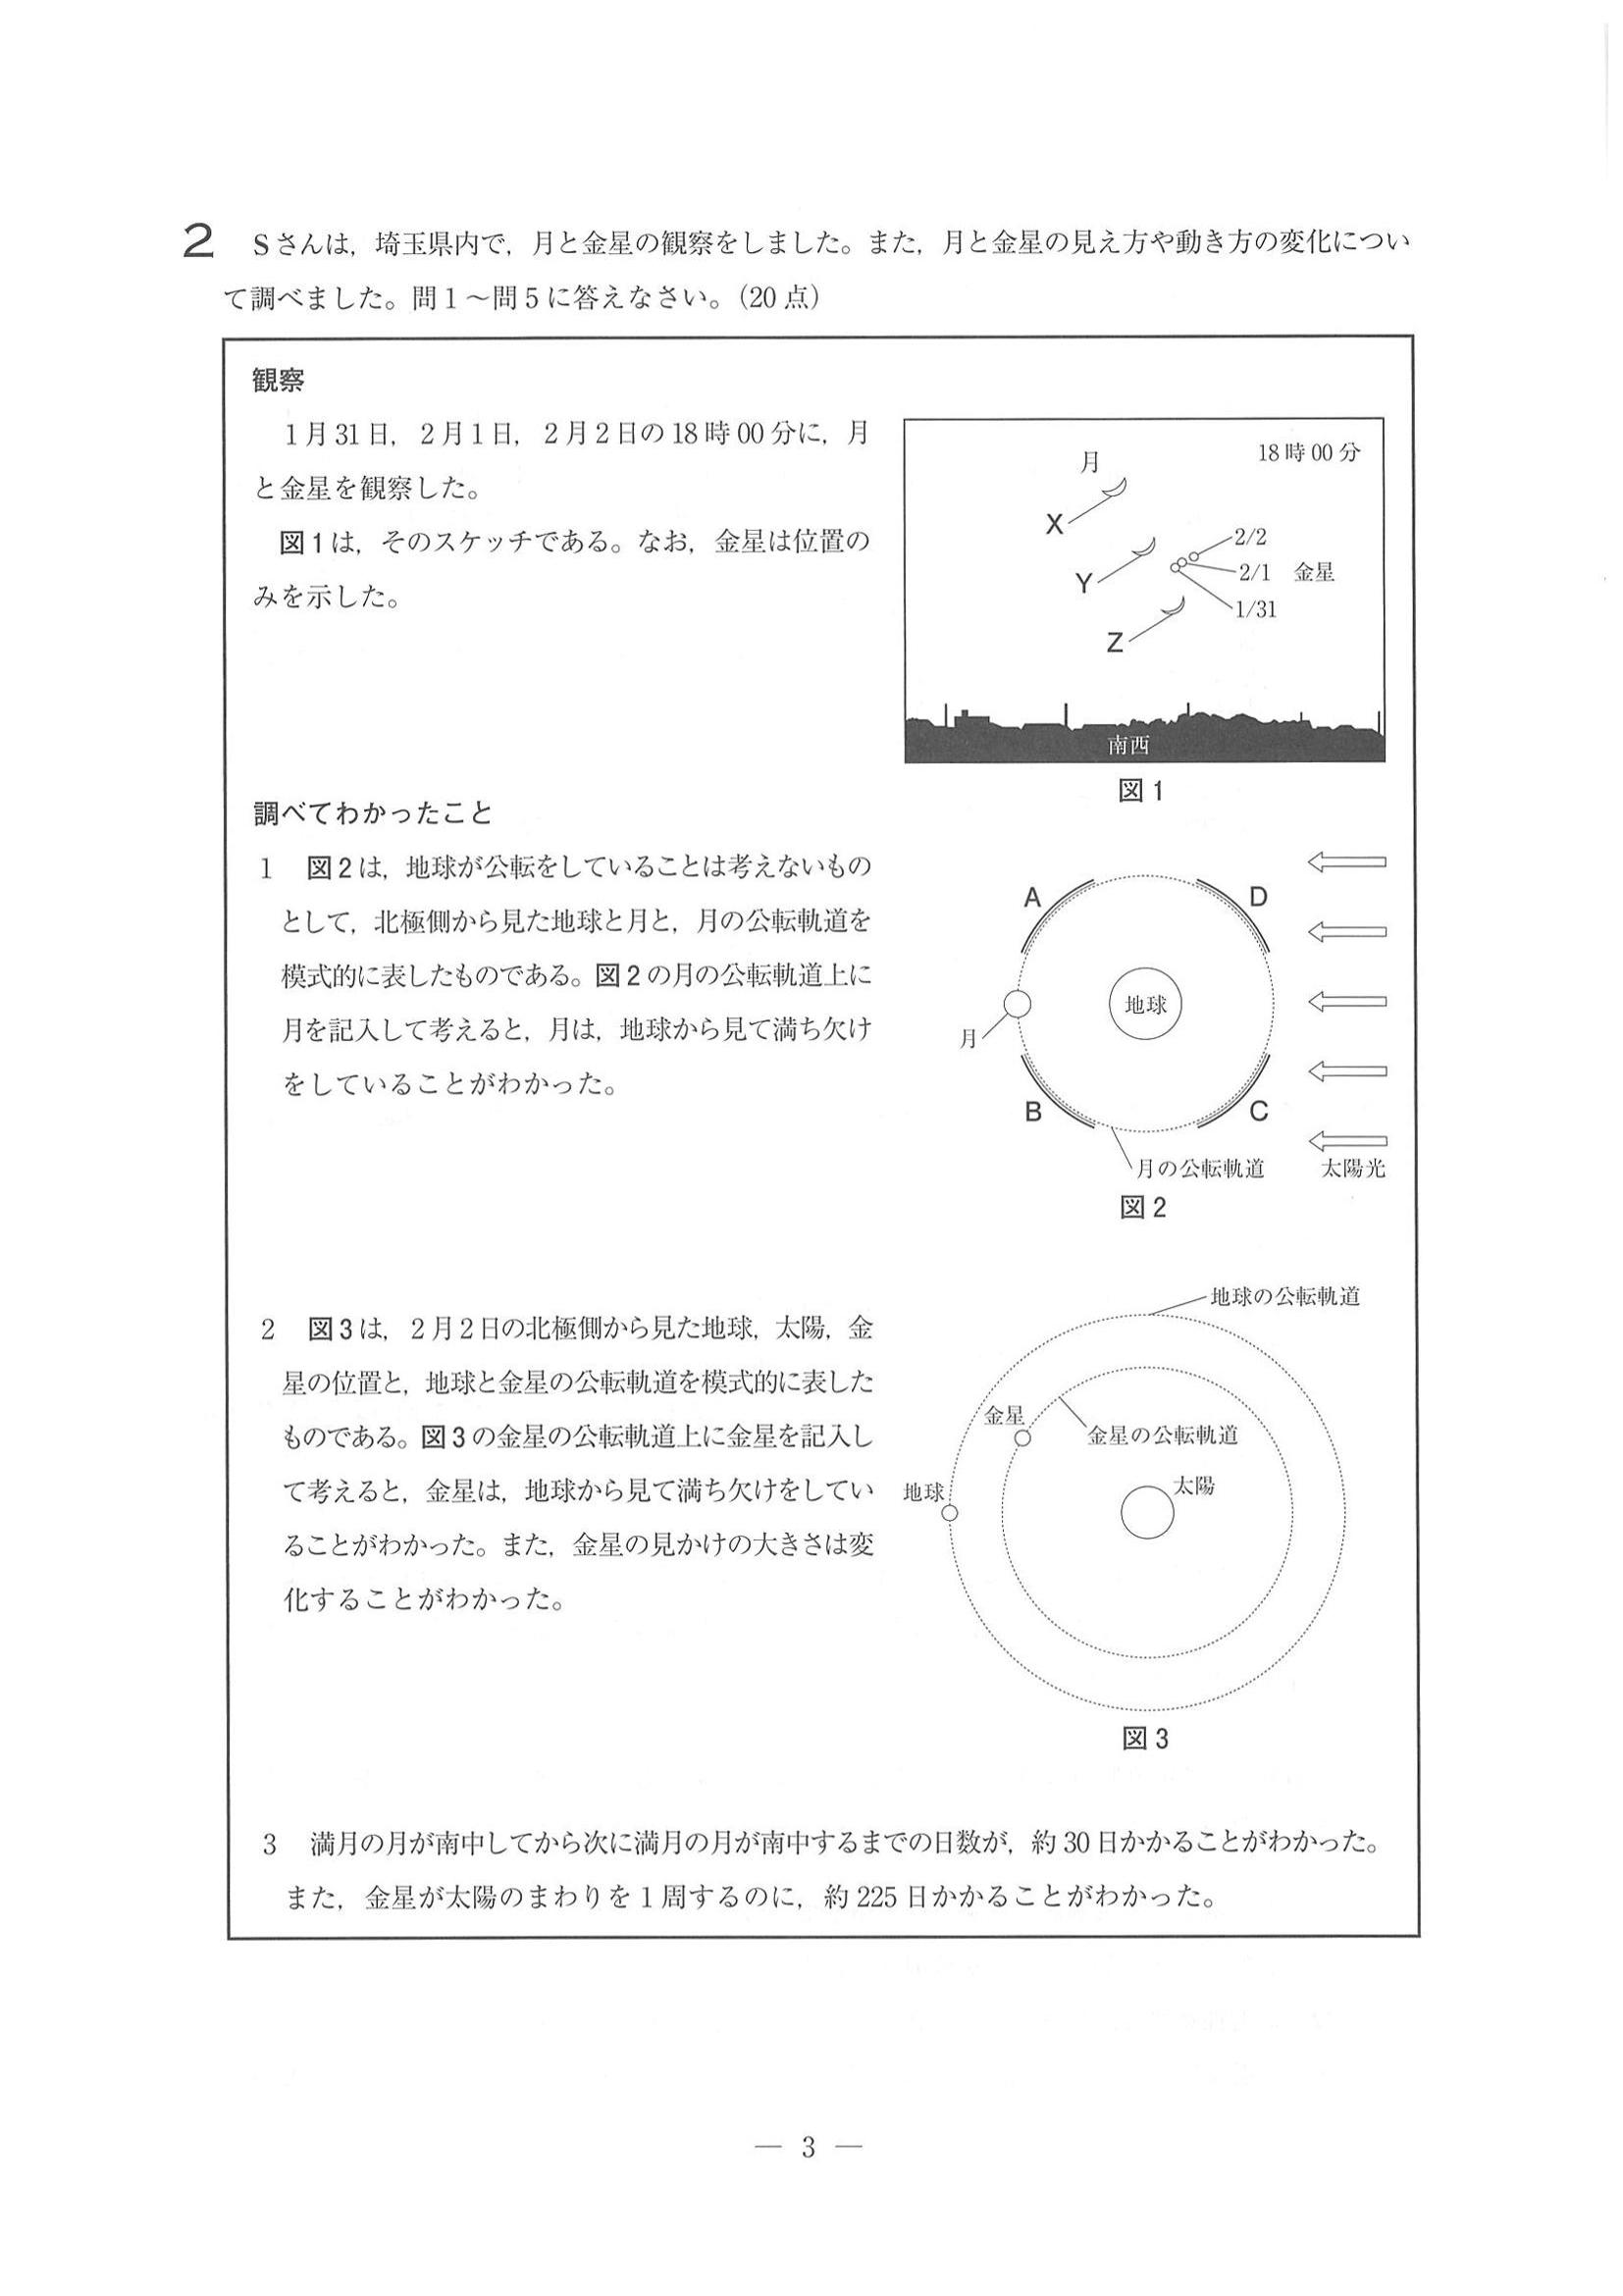 2 Sさんは，埼玉県内で，月と金星の観察をしました。また，月と金星の見え方や動き方の変化につい
て調べました。問1～問5に答えなさい。（20点）
観察
1月31日，2月1日，2月2日の18時00分に，月
と金星を観察した。
図1は，そのスケッチである。なお，金星は位置の
みを示した。
18時00分
月
X
Y
Z
2/2
2/1 金星
1/31
南西
図1
調べてわかったこと
1 図2は，地球が公転をしていることは考えないもの
として，北極側から見た地球と月と，月の公転軌道を
模式的に表したものである。図2の月の公転軌道上に
月を記入して考えると，月は，地球から見て満ち欠け
をしていることがわかった。
A
D
地球
月
B
C
月の公転軌道
太陽光
図2
2 図3は，2月2日の北極側から見た地球，太陽，金
星の位置と，地球と金星の公転軌道を模式的に表した
ものである。図3の金星の公転軌道上に金星を記入し
て考えると，金星は，地球から見て満ち欠けをしてい
ることがわかった。また，金星の見かけの大きさは変
化することがわかった。
地球の公転軌道
金星
金星の公転軌道
太陽
地球
図3
3 満月の月が南中してから次に満月の月が南中するまでの日数が，約30日かかることがわかった。
また，金星が太陽のまわりを1周するのに，約225日かかることがわかった。
— 3 —